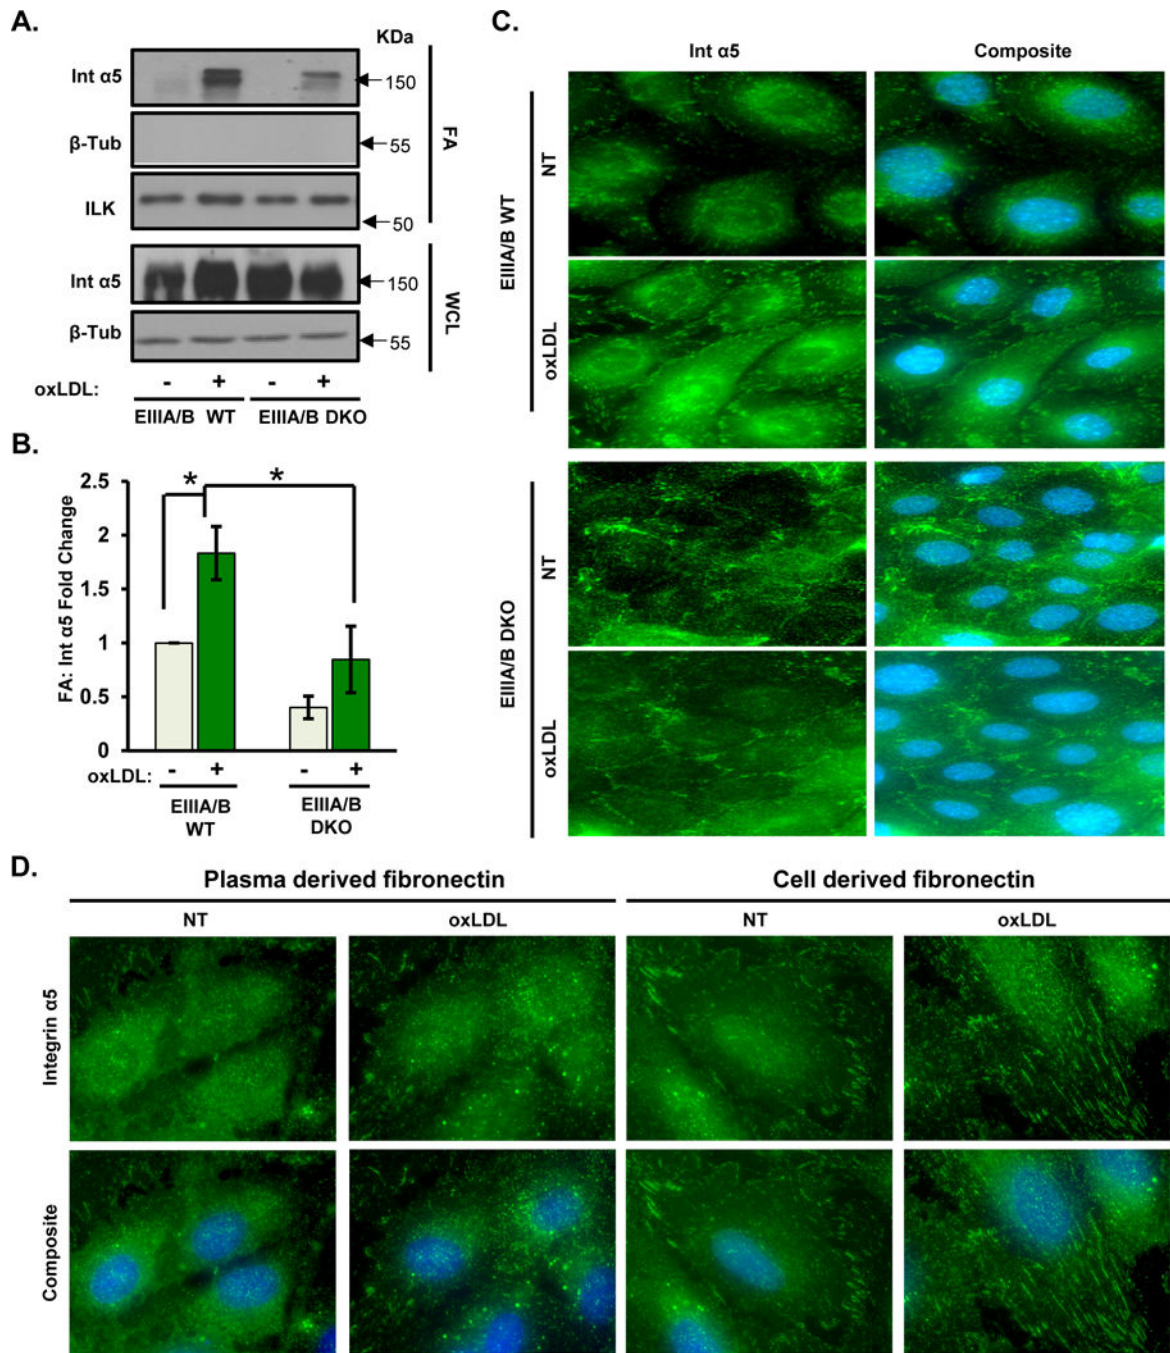 A.
KDa
Int α5
150
β-Tub
55
ILK
50
FA
Int α5
150
β-Tub
55
WCL
oxLDL: - + - +
EIIIA/B WT EIIIA/B DKO
B.
FA: Int α5 Fold Change
2.5
2
1.5
1
0.5
0
* *
oxLDL: - + - +
EIIIA/B WT
EIIIA/B DKO
C.
Int α5 Composite
EIIIA/B WT
NT
oxLDL
EIIIA/B DKO
NT
oxLDL
D.
Plasma derived fibronectin Cell derived fibronectin
NT oxLDL NT oxLDL
Integrin α5
Composite